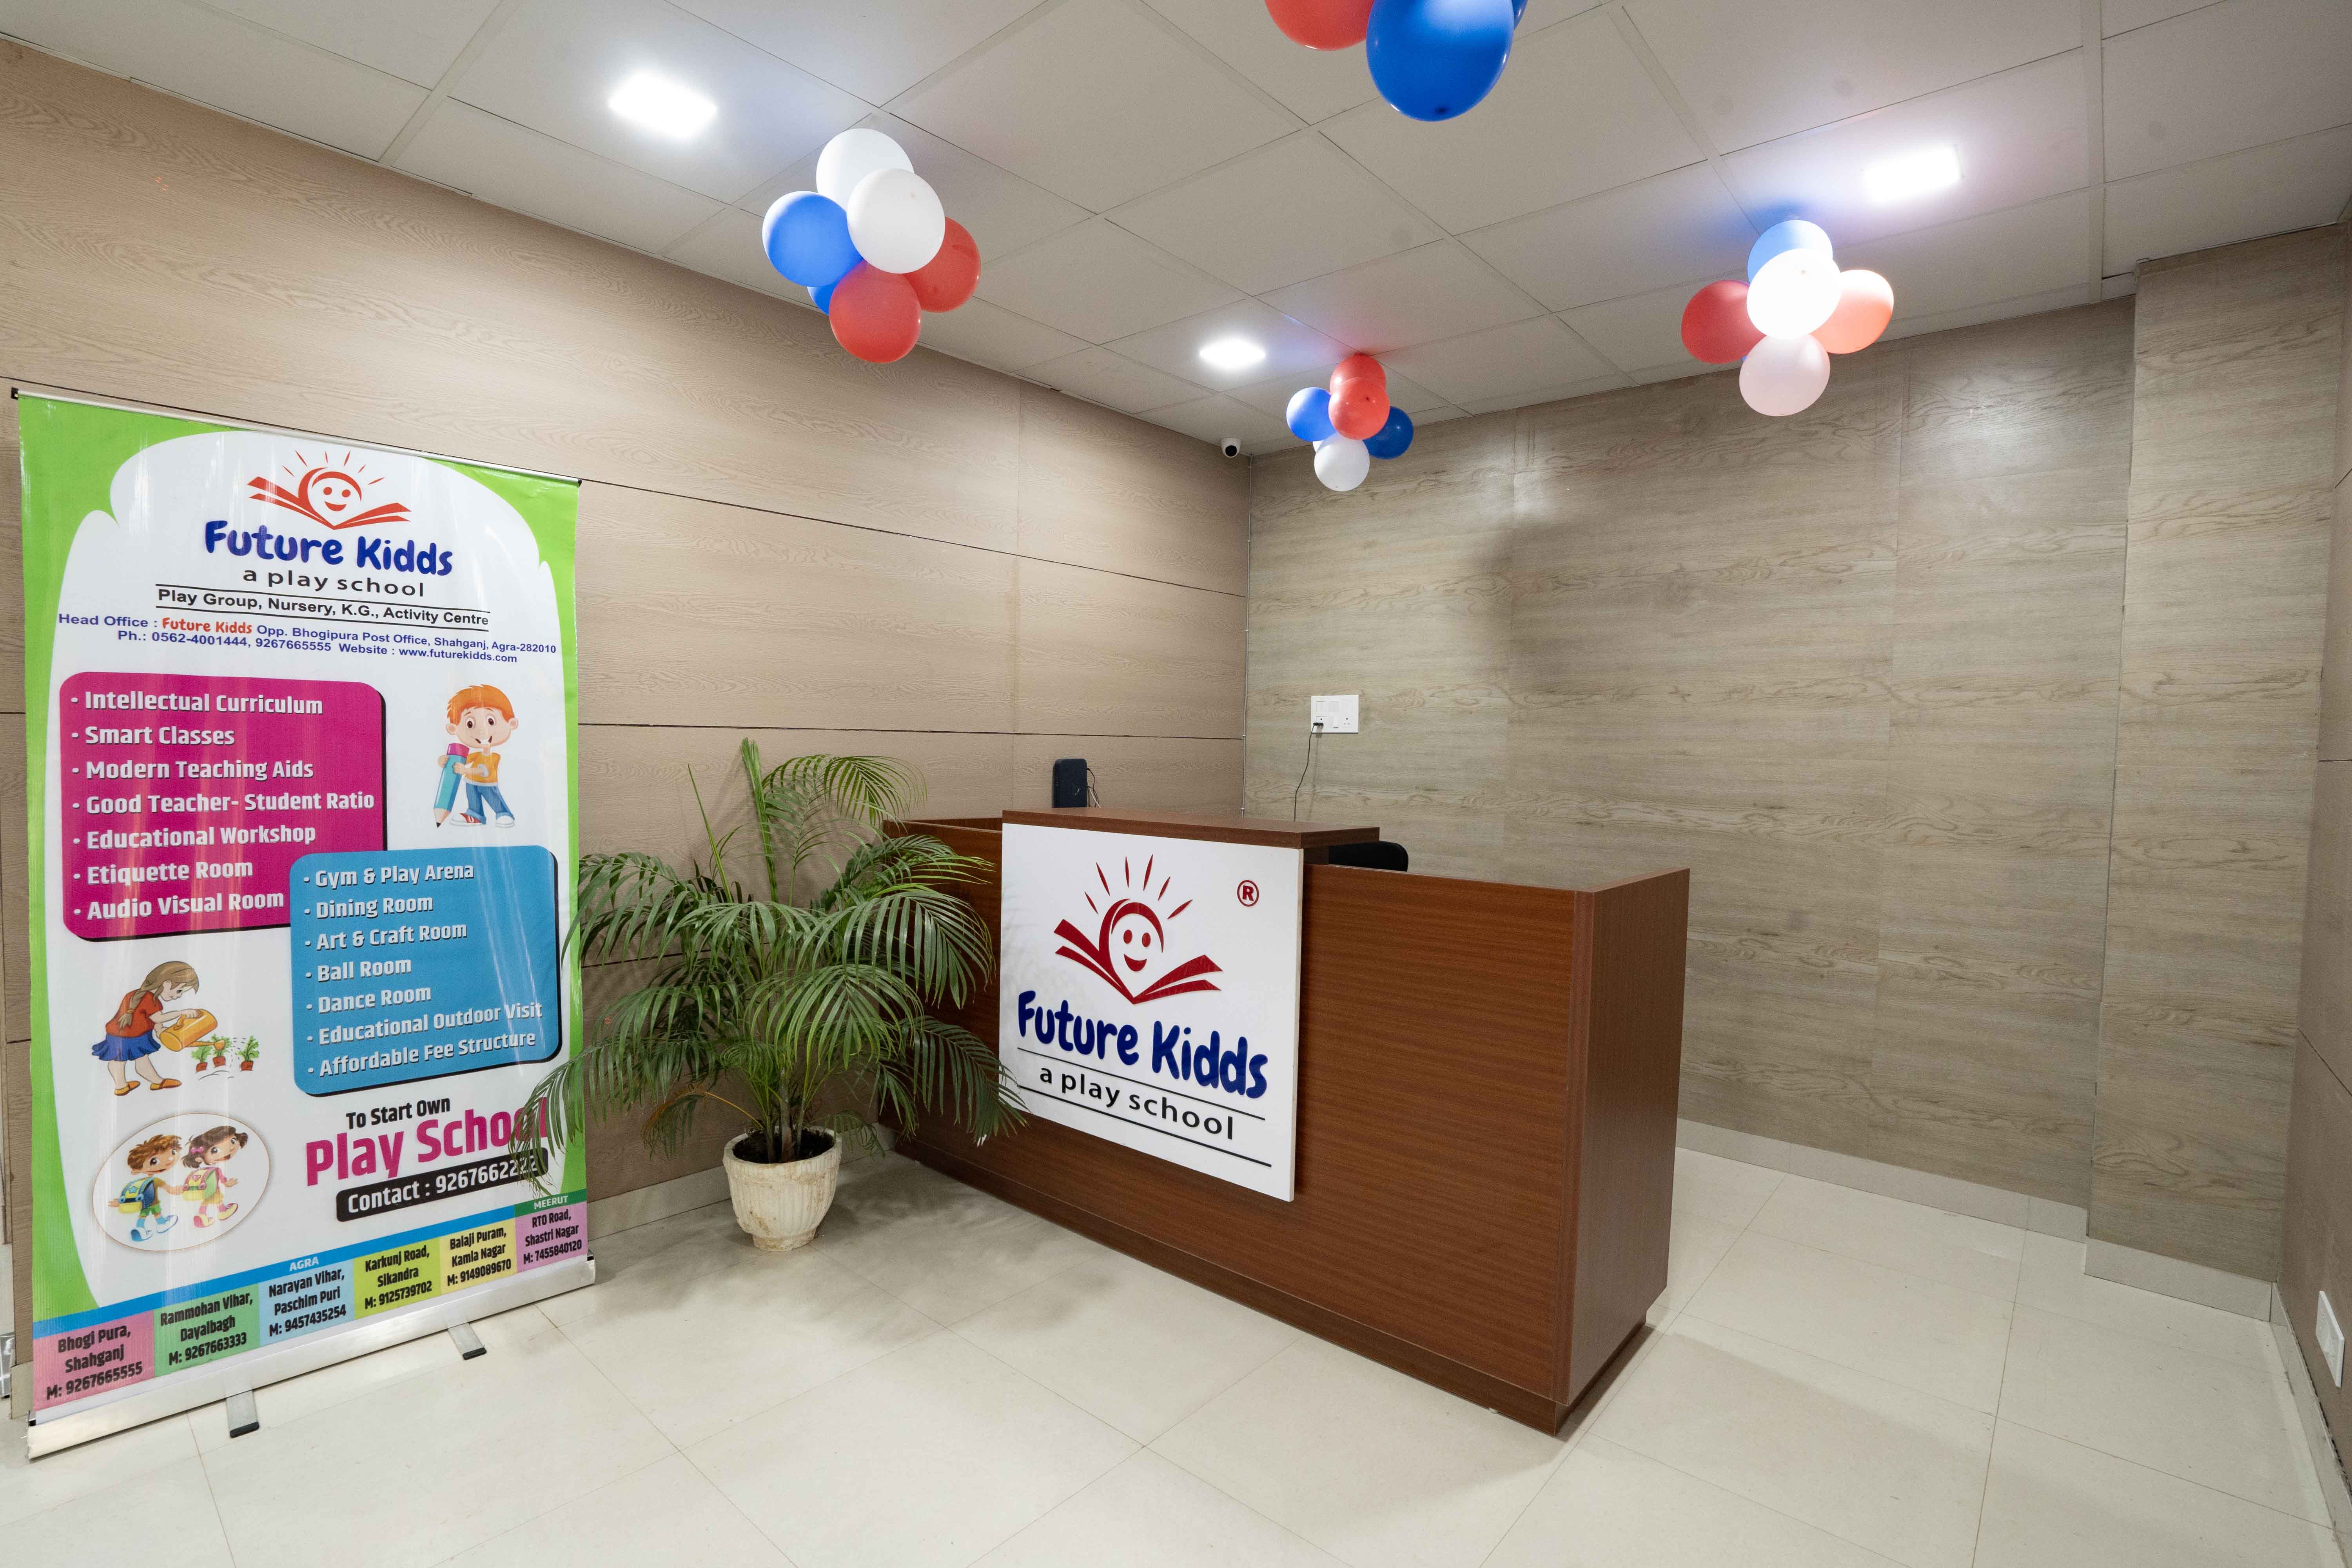 Future Kidds
a play school
Play Group, Nursery, K.G., Activity Centre
Head Office : Future Kidds Opp. Bhogipura Post Office, Shahganj, Agra-282010
Ph.: 0562-4001444, 9267665555 Website : www.futurekidds.com
• Intellectual Curriculum
• Smart Classes
• Modern Teaching Aids
• Good Teacher- Student Ratio
• Educational Workshop
• Etiquette Room
• Audio Visual Room
• Gym & Play Arena
• Dining Room
• Art & Craft Room
• Ball Room
• Dance Room
• Educational Outdoor Visit
• Affordable Fee Structure
To Start Own
Play School
Contact :
AGRA
MEERUT
Bhogi Pura,
Shahganj
M: 9267665555
Rammohan Vihar,
Dayalbagh
M: 9267663333
Narayan Vihar,
Paschim Puri
M: 9457435254
Karkunj Road,
Sikandra
M: 9125739702
Balaji Puram,
Kamla Nagar
M: 9149089670
RTO Road,
Shastri Nagar
M: 7455840120
®
Future Kidds
a play school